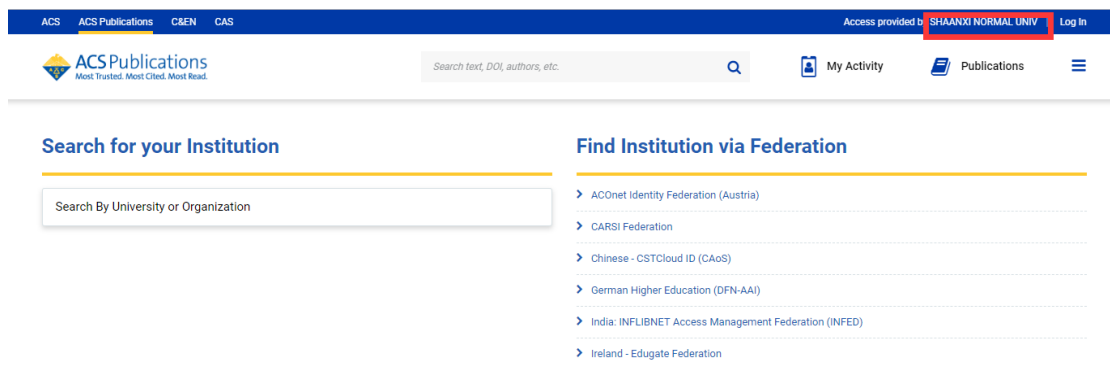 ACS ACS Publications C&EN CAS Access provided by SHAANXI NORMAL UNIV Log In
ACS Publications
Most Trusted. Most Cited. Most Read.
Search text, DOI, authors, etc. My Activity Publications
Search for your Institution
Search By University or Organization
Find Institution via Federation
ACOnet Identity Federation (Austria)
CARSI Federation
Chinese - CSTCloud ID (CAoS)
German Higher Education (DFN-AAI)
India: INFLIBNET Access Management Federation (INFED)
Ireland - Edugate Federation